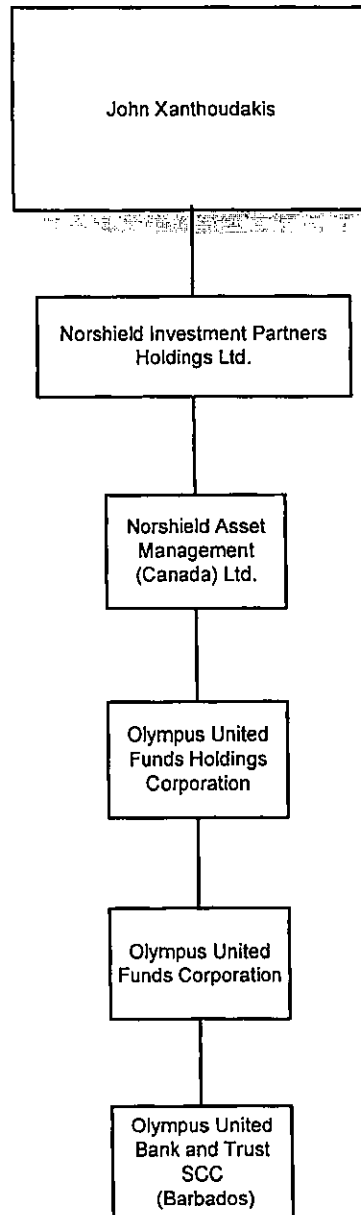 John Xanthoudakis
Norshield Investment Partners
Holdings Ltd.
Norshield Asset
Management
(Canada) Ltd.
Olympus United
Funds Holdings
Corporation
Olympus United
Funds Corporation
Olympus United
Bank and Trust
SCC
(Barbados)